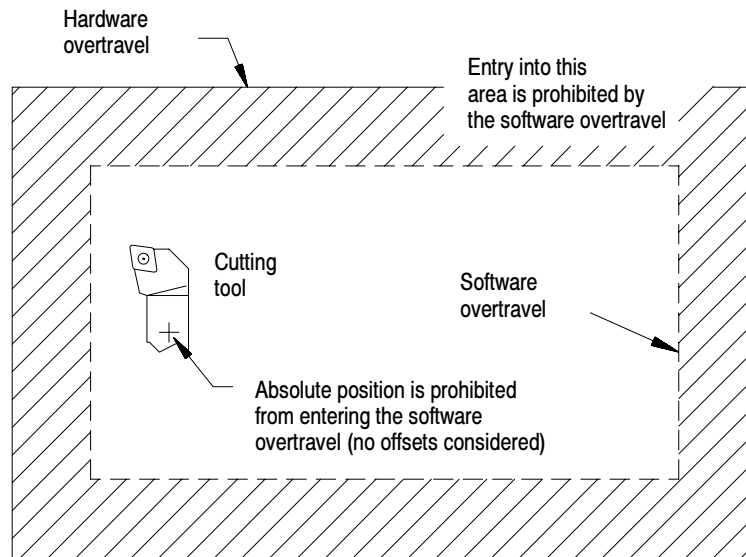 Hardware
overtravel
Entry into this
area is prohibited by
the software overtravel
Cutting
tool
Software
overtravel
Absolute position is prohibited
from entering the software
overtravel (no offsets considered)